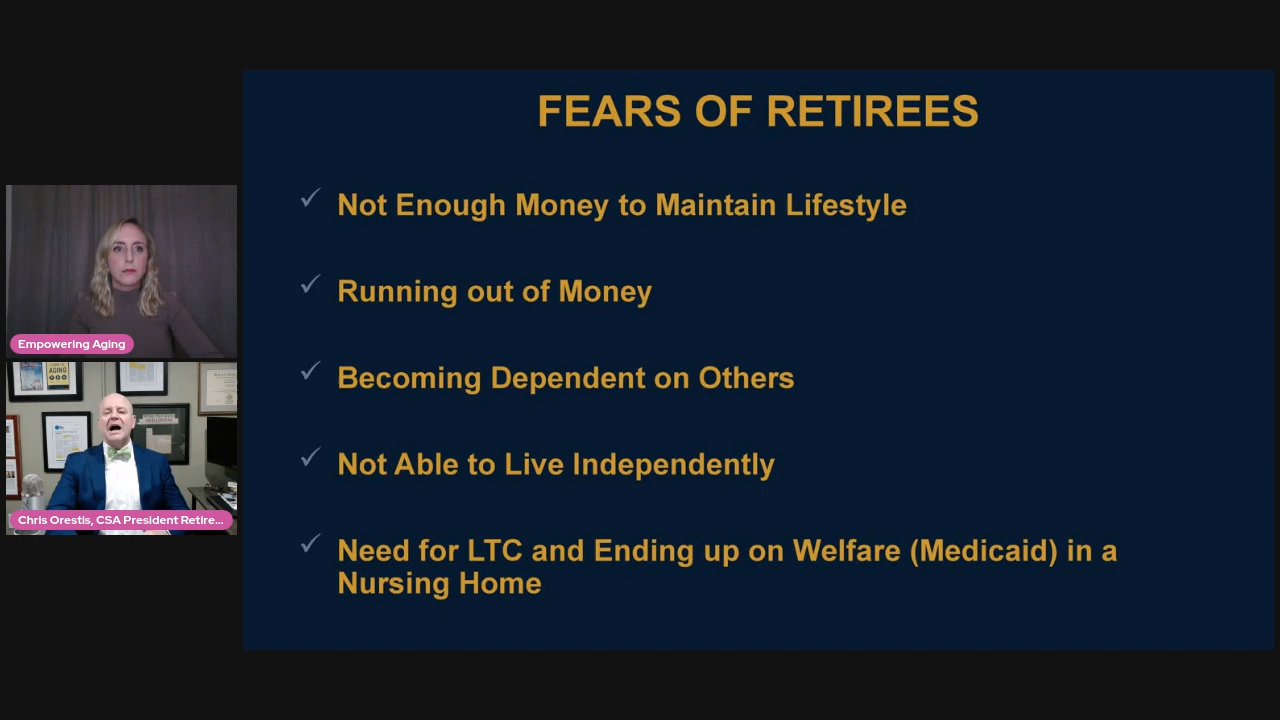 FEARS OF RETIREES
Not Enough Money to Maintain Lifestyle
Running out of Money
Becoming Dependent on Others
Not Able to Live Independently
Need for LTC and Ending up on Welfare (Medicaid) in a
Nursing Home
Empowering Aging
AGING
Chris Orestis, CSA President Retire...